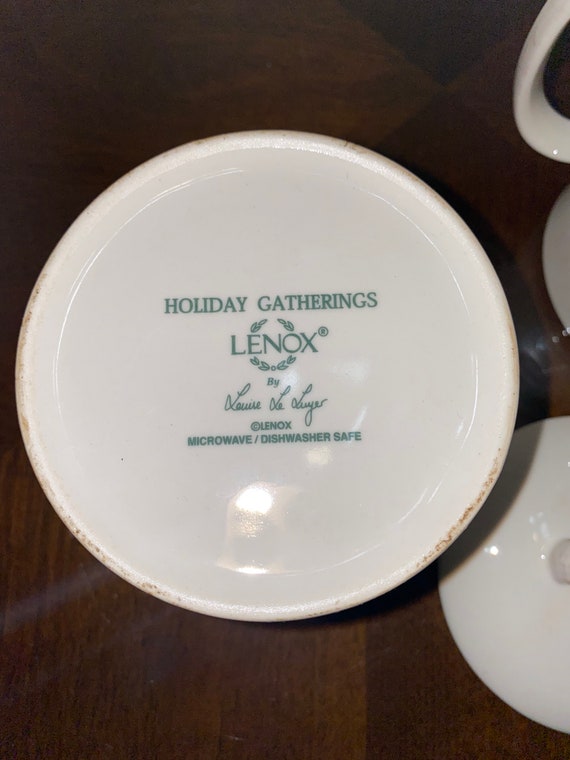 HOLIDAY GATHERINGS
LENOX®
By
Louise Le Luyer
©LENOX
MICROWAVE / DISHWASHER SAFE